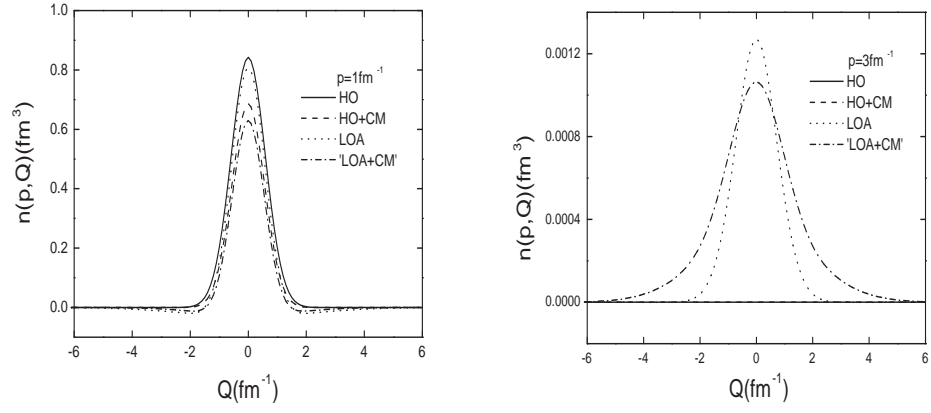 1.0
0.8
0.6
0.4
0.2
0.0
n(p,Q)(fm³)
p=1fm⁻¹
HO
HO+CM
LOA
'LOA+CM'
-6 -4 -2 0 2 4 6
Q(fm⁻¹)
0.0012
0.0008
0.0004
0.0000
n(p,Q)(fm³)
p=3fm⁻¹
HO
HO+CM
LOA
'LOA+CM'
-6 -4 -2 0 2 4 6
Q(fm⁻¹)